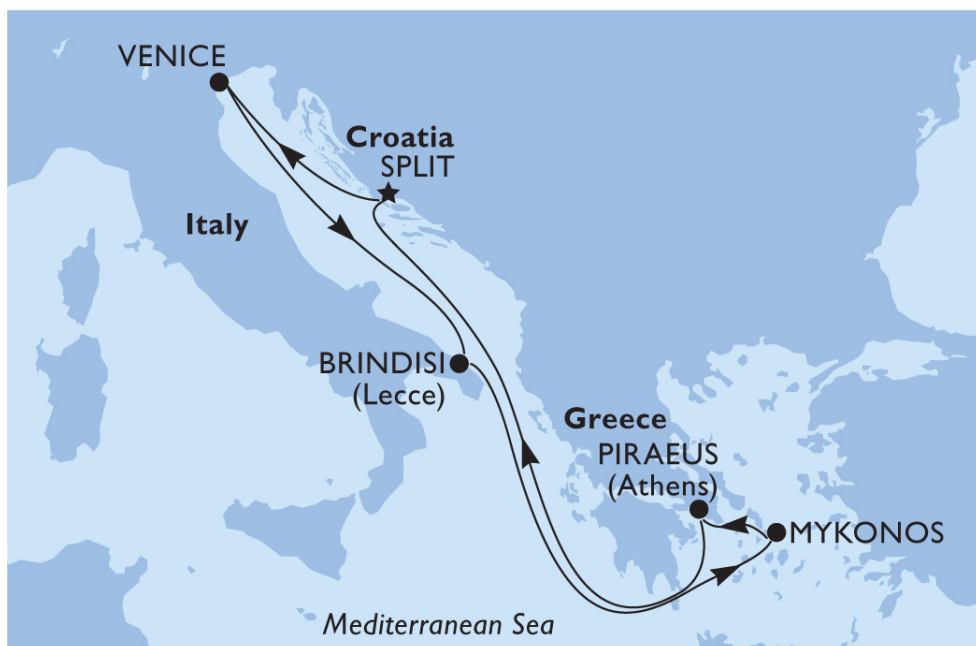 VENICE
Croatia
SPLIT
Italy
BRINDISI
(Lecce)
Greece
PIRAEUS
(Athens)
MYKONOS
Mediterranean Sea